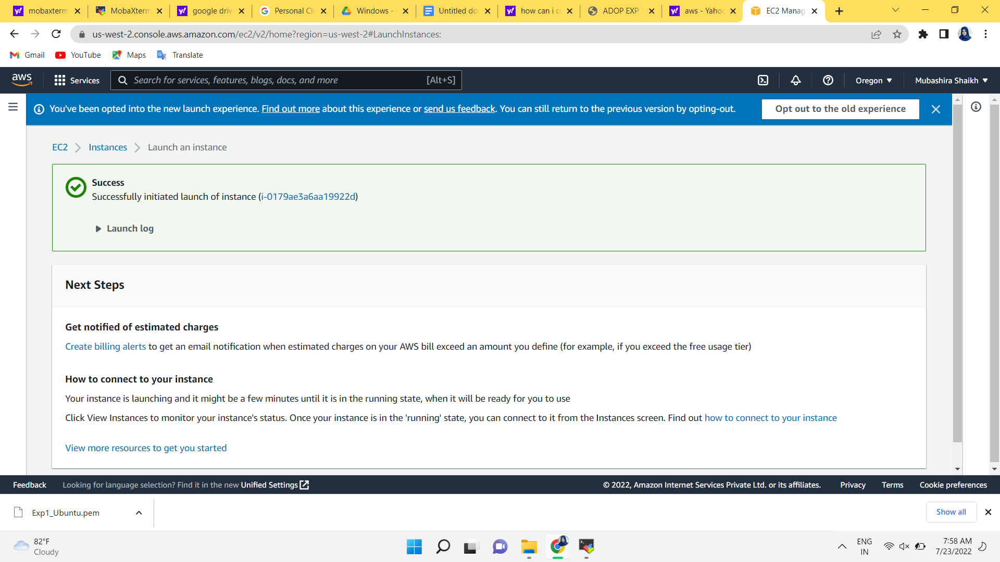 mobaxterm
MobaXterm
google driv
Personal Cl
Windows -
Untitled do
how can i c
ADOP EXP
aws - Yahoo
EC2 Manag
us-west-2.console.aws.amazon.com/ec2/v2/home?region=us-west-2#LaunchInstances:
Gmail
YouTube
Maps
Translate
aws
Services
Search for services, features, blogs, docs, and more
[Alt+S]
Oregon
Mubashira Shaikh
You've been opted into the new launch experience. Find out more about this experience or send us feedback. You can still return to the previous version by opting-out.
Opt out to the old experience
EC2
Instances
Launch an instance
Success
Successfully initiated launch of instance (i-0179ae3a6aa19922d)
Launch log
Next Steps
Get notified of estimated charges
Create billing alerts to get an email notification when estimated charges on your AWS bill exceed an amount you define (for example, if you exceed the free usage tier)
How to connect to your instance
Your instance is launching and it might be a few minutes until it is in the running state, when it will be ready for you to use
Click View Instances to monitor your instance's status. Once your instance is in the 'running' state, you can connect to it from the Instances screen. Find out how to connect to your instance
View more resources to get you started
Feedback
Looking for language selection? Find it in the new Unified Settings
© 2022, Amazon Internet Services Private Ltd. or its affiliates.
Privacy
Terms
Cookie preferences
Exp1_Ubuntu.pem
Show all
82°F
Cloudy
ENG
IN
7:58 AM
7/23/2022